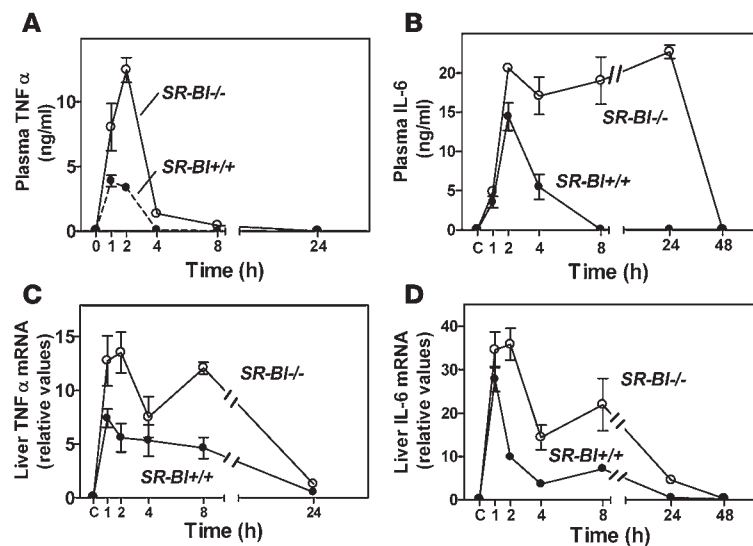 A
Plasma TNF α
(ng/ml)
10
5
0
SR-BI-/-
SR-BI+/+
0 1 2 4 8 24
Time (h)
B
Plasma IL-6
(ng/ml)
20
15
10
5
0
SR-BI-/-
SR-BI+/+
C 1 2 4 8 24 48
Time (h)
C
Liver TNF α mRNA
(relative values)
15
10
5
0
SR-BI-/-
SR-BI+/+
C 1 2 4 8 24
Time (h)
D
Liver IL-6 mRNA
(relative values)
40
30
20
10
0
SR-BI-/-
SR-BI+/+
C 1 2 4 8 24 48
Time (h)